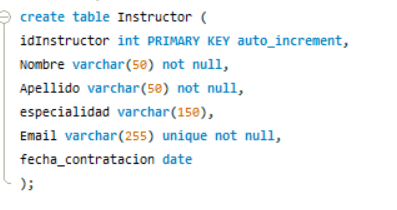 create table Instructor (
idInstructor int PRIMARY KEY auto_increment,
Nombre varchar(50) not null,
Apellido varchar(50) not null,
especialidad varchar(150),
Email varchar(255) unique not null,
fecha_contratacion date
);